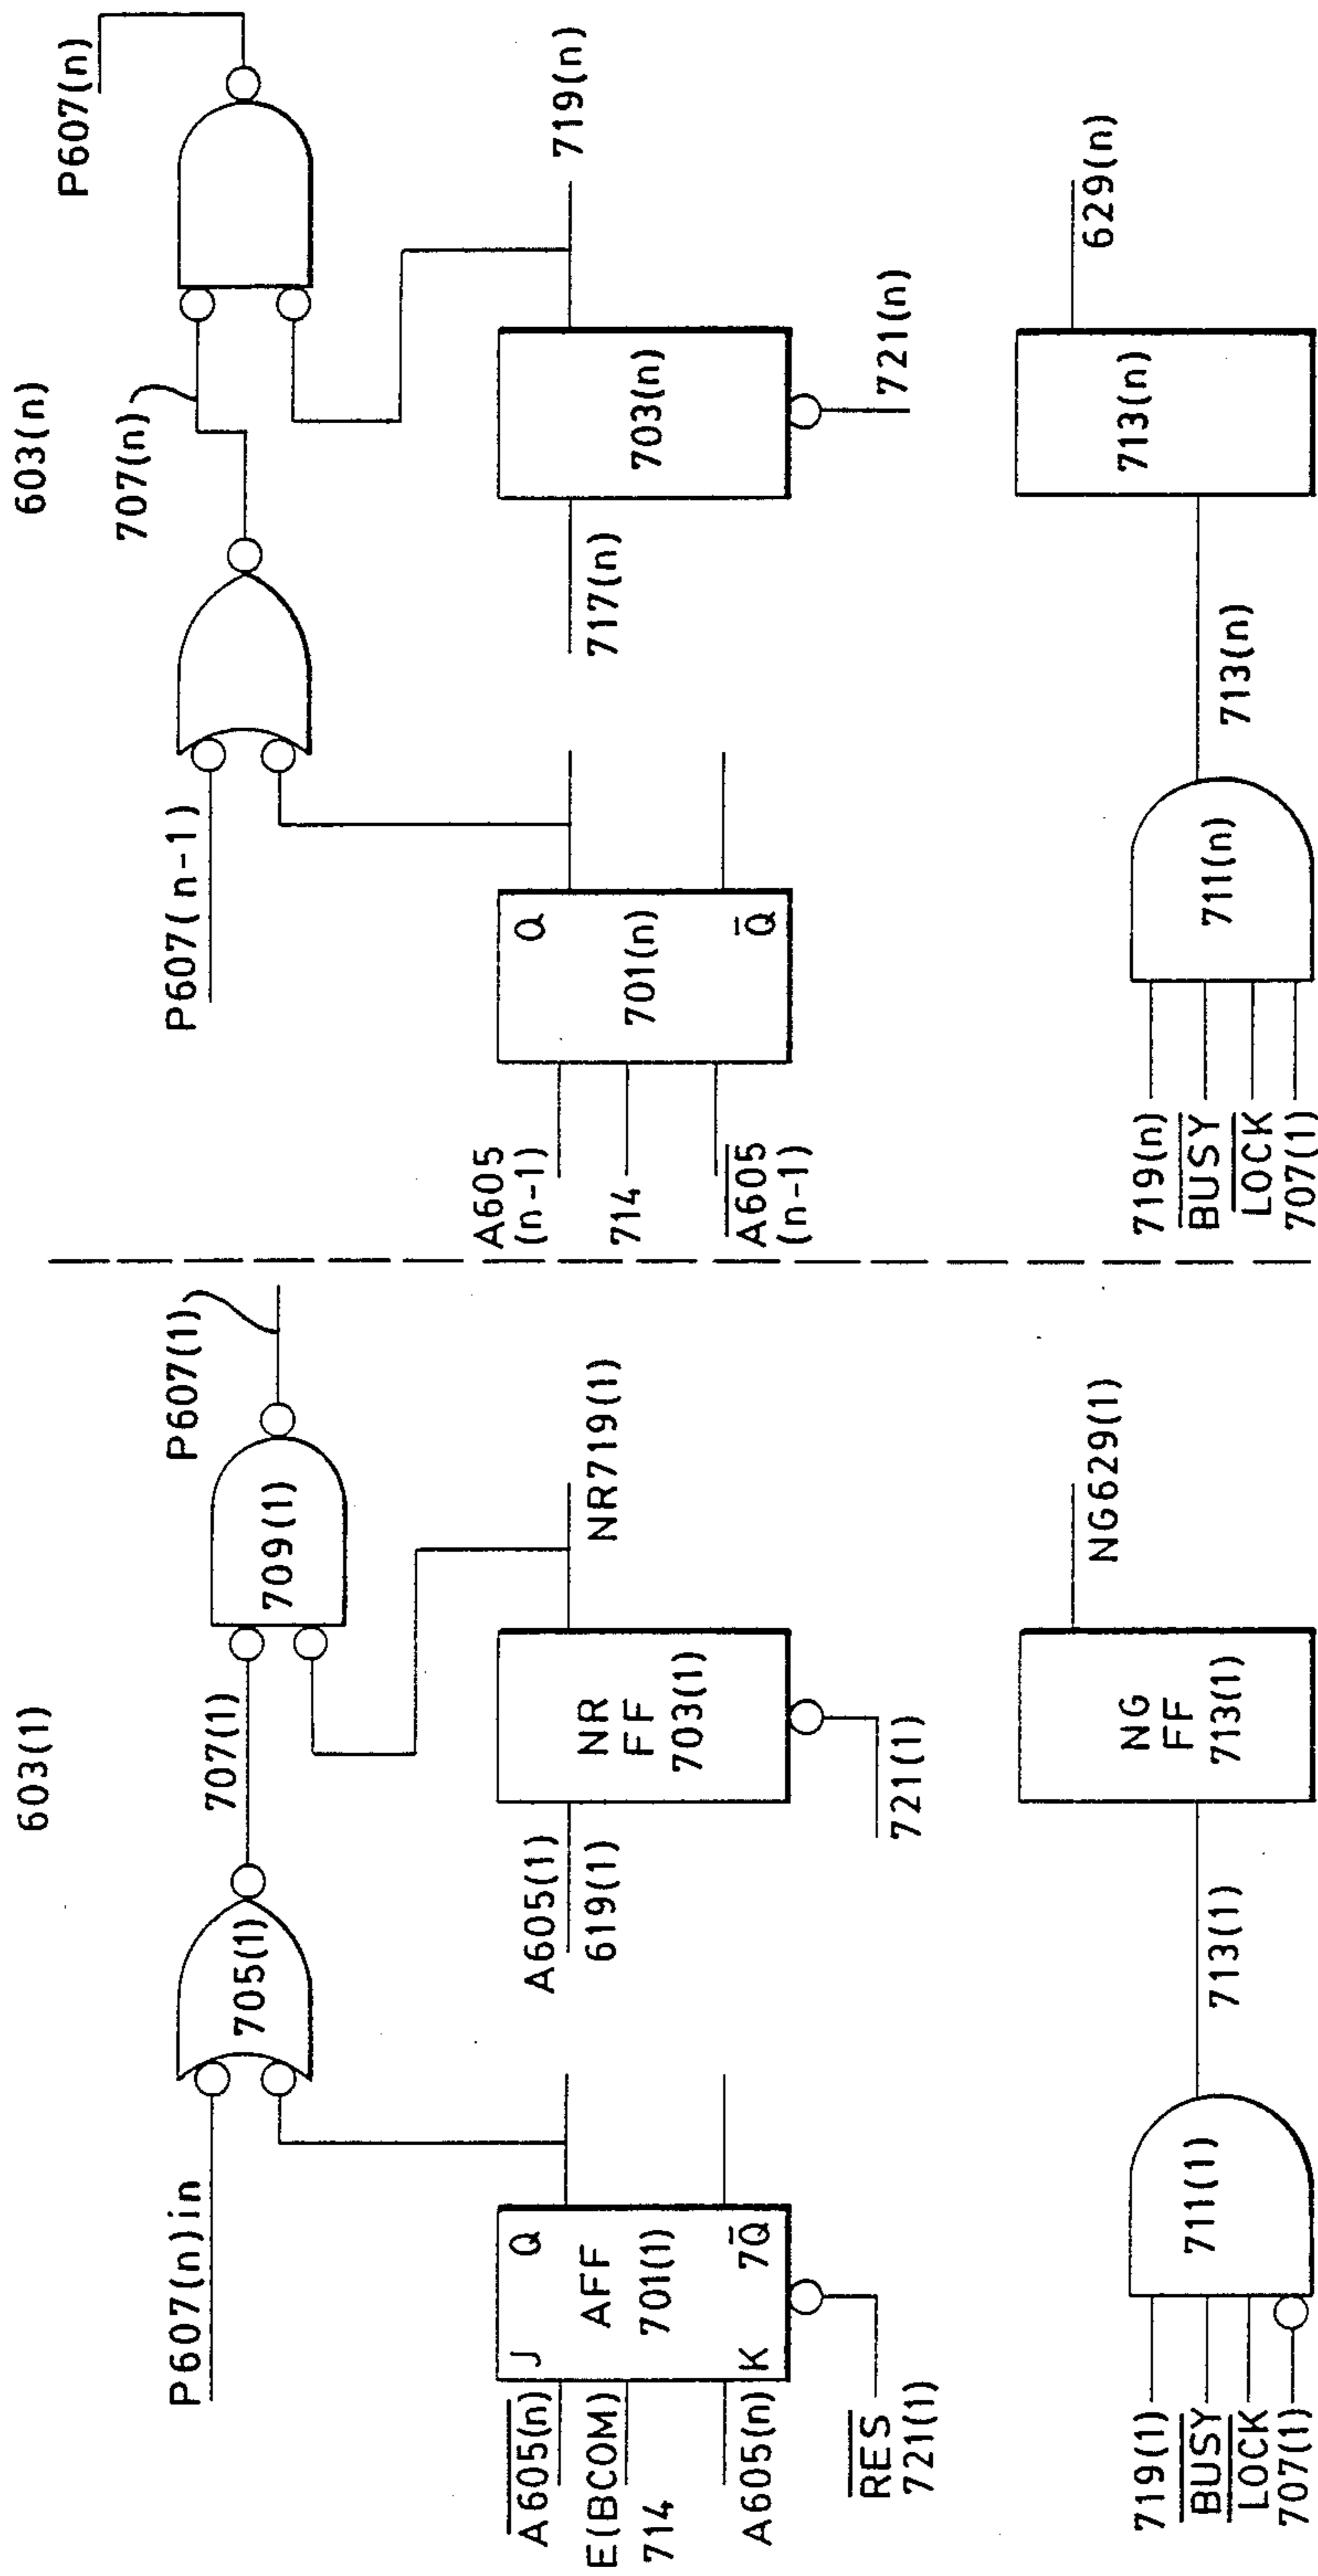 603(1)
P607(n)in
705(1)
707(1)
709(1)
P607(1)
A605(n)
E(BCOM)
714
A605(n)
J
Q
AFF
701(1)
K
7Q̅
RES
721(1)
A605(1)
619(1)
NR
FF
703(1)
NR719(1)
721(1)
719(1)
BUSY
LOCK
707(1)
711(1)
713(1)
NG
FF
713(1)
NG629(1)
603(n)
P607(n-1)
707(n)
P607(n)
A605
(n-1)
714
A605
(n-1)
Q
701(n)
Q̅
717(n)
703(n)
719(n)
721(n)
719(n)
BUSY
LOCK
707(1)
711(n)
713(n)
713(n)
629(n)